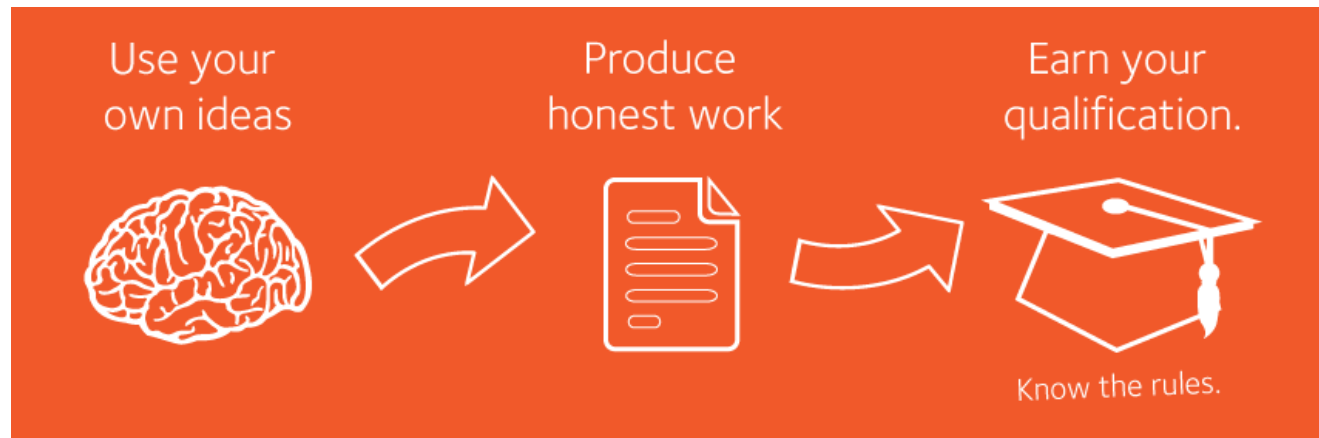 Use your
own ideas
Produce
honest work
Earn your
qualification.
Know the rules.